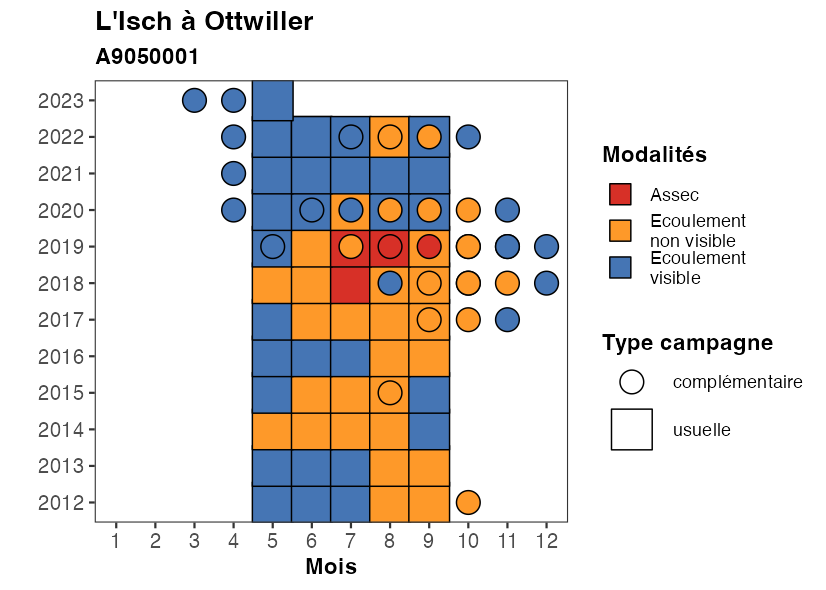 L'Isch à Ottwiller
A9050001
2023
2022
2021
2020
2019
2018
2017
2016
2015
2014
2013
2012
1 2 3 4 5 6 7 8 9 10 11 12
Mois
Modalités
Assec
Ecoulement
non visible
Ecoulement
visible
Type campagne
complémentaire
usuelle